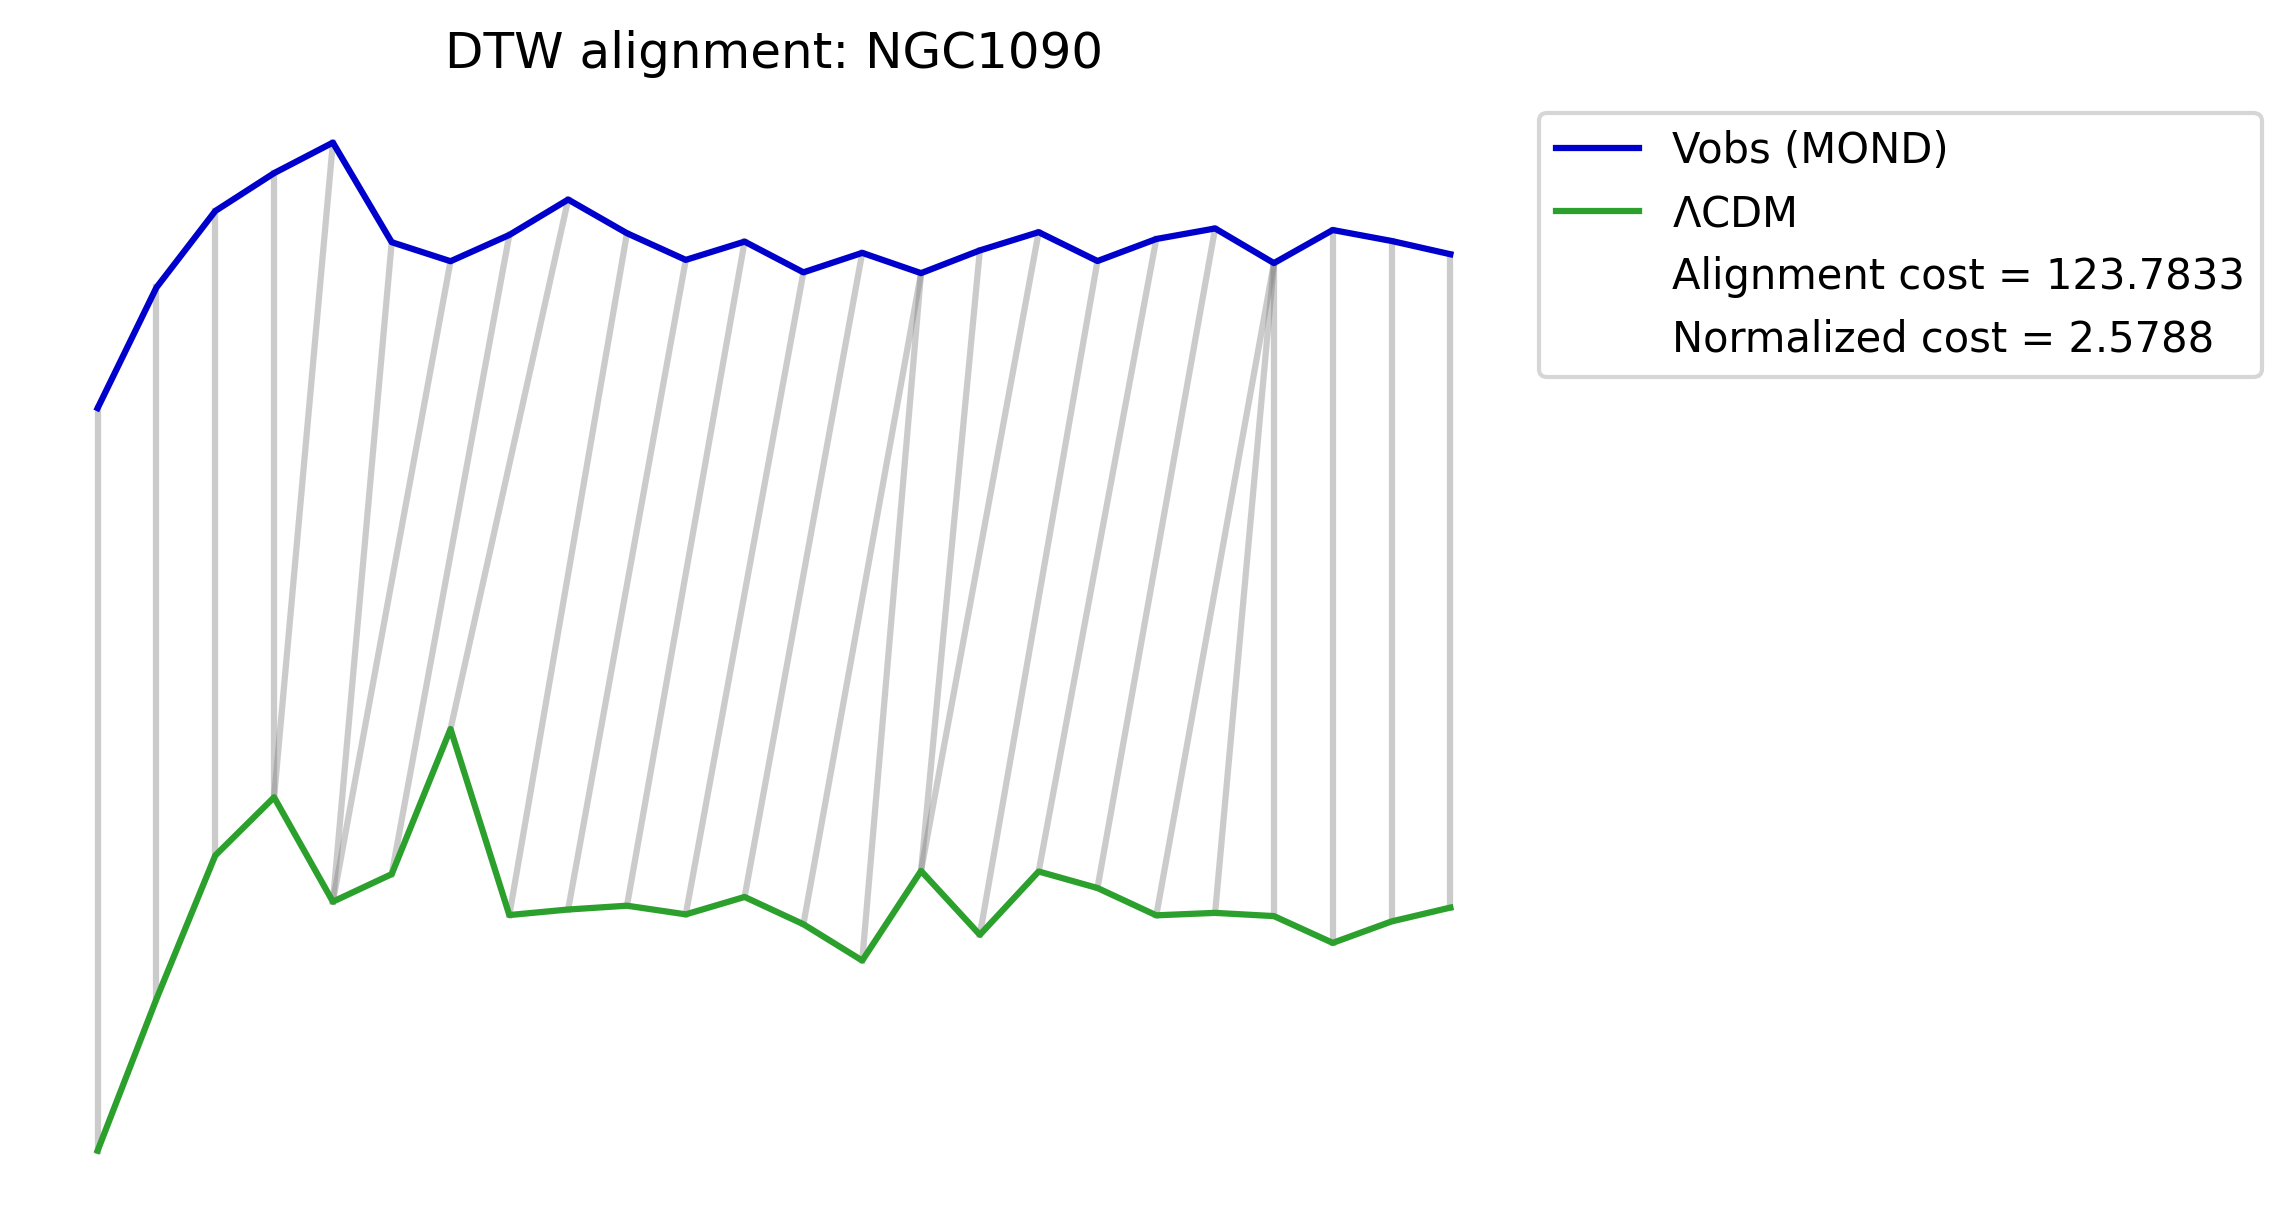 DTW alignment: NGC1090
Vobs (MOND)
ΛCDM
Alignment cost = 123.7833
Normalized cost = 2.5788